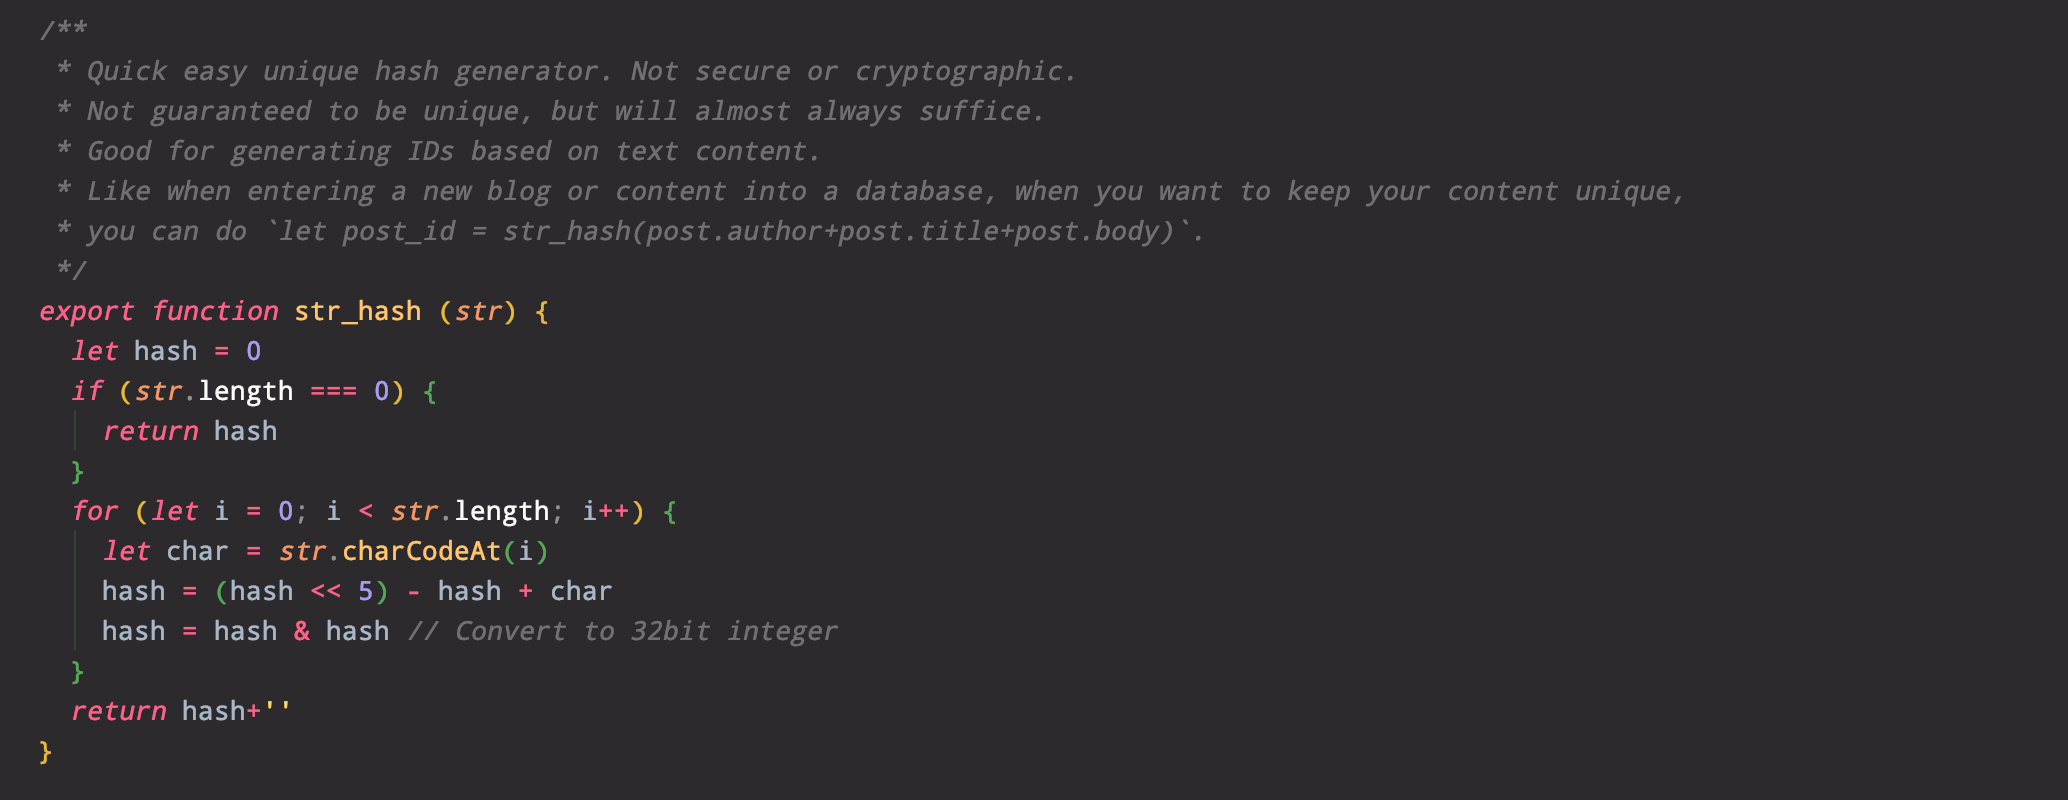 /**
 * Quick easy unique hash generator. Not secure or cryptographic.
 * Not guaranteed to be unique, but will almost always suffice.
 * Good for generating IDs based on text content.
 * Like when entering a new blog or content into a database, when you want to keep your content unique,
 * you can do `let post_id = str_hash(post.author+post.title+post.body)`.
 */
export function str_hash (str) {
  let hash = 0
  if (str.length === 0) {
    return hash
  }
  for (let i = 0; i < str.length; i++) {
    let char = str.charCodeAt(i)
    hash = (hash << 5) - hash + char
    hash = hash & hash // Convert to 32bit integer
  }
  return hash+''
}